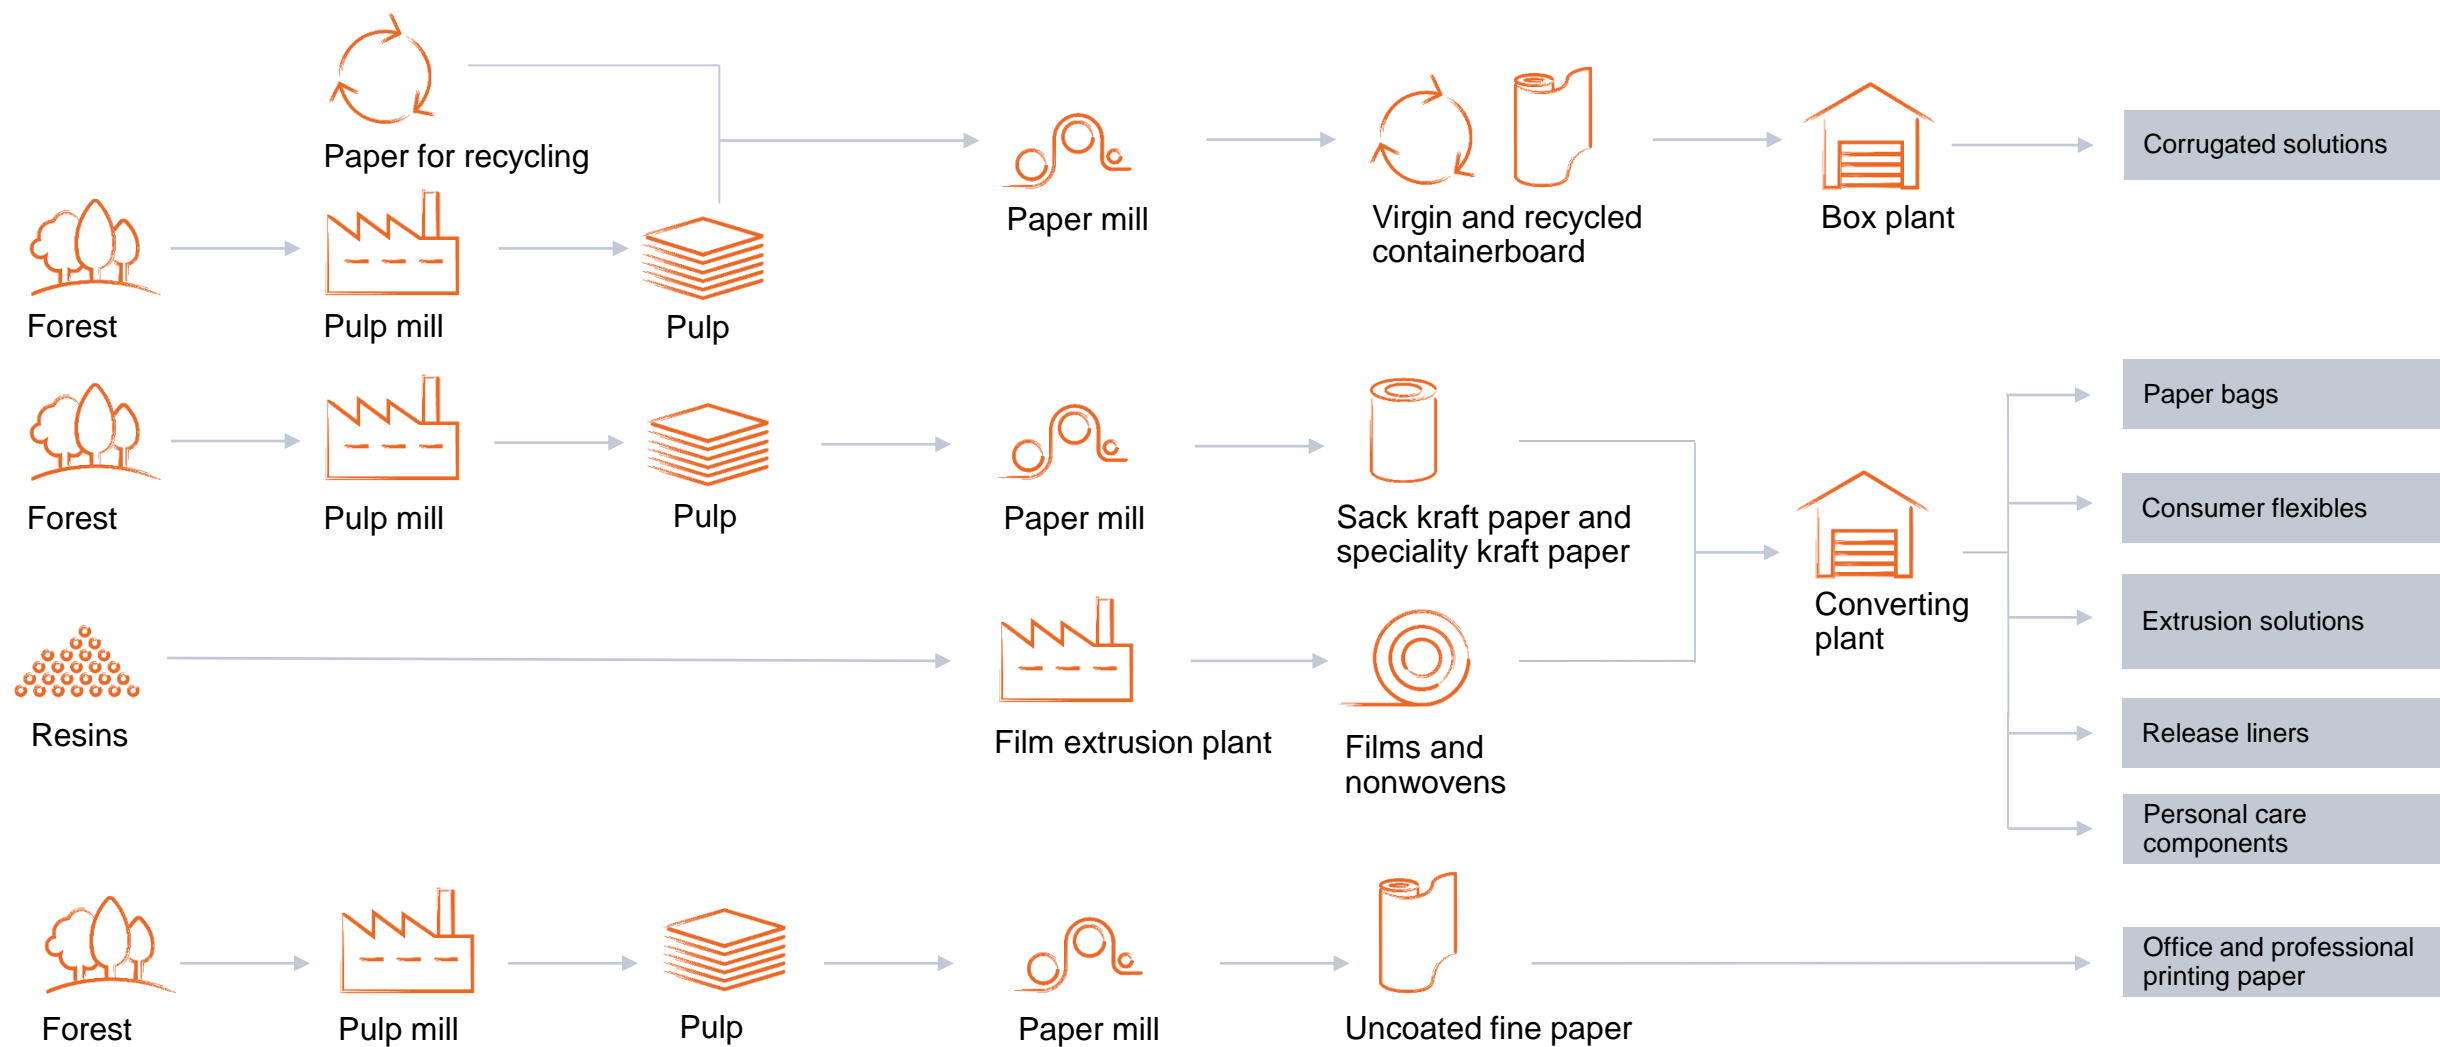 Paper for recycling
Paper mill
Virgin and recycled
containerboard
Box plant
Corrugated solutions
Forest
Pulp mill
Pulp
Forest
Pulp mill
Pulp
Paper mill
Sack kraft paper and
speciality kraft paper
Converting
plant
Paper bags
Consumer flexibles
Extrusion solutions
Release liners
Personal care
components
Resins
Film extrusion plant
Films and
nonwovens
Forest
Pulp mill
Pulp
Paper mill
Uncoated fine paper
Office and professional
printing paper